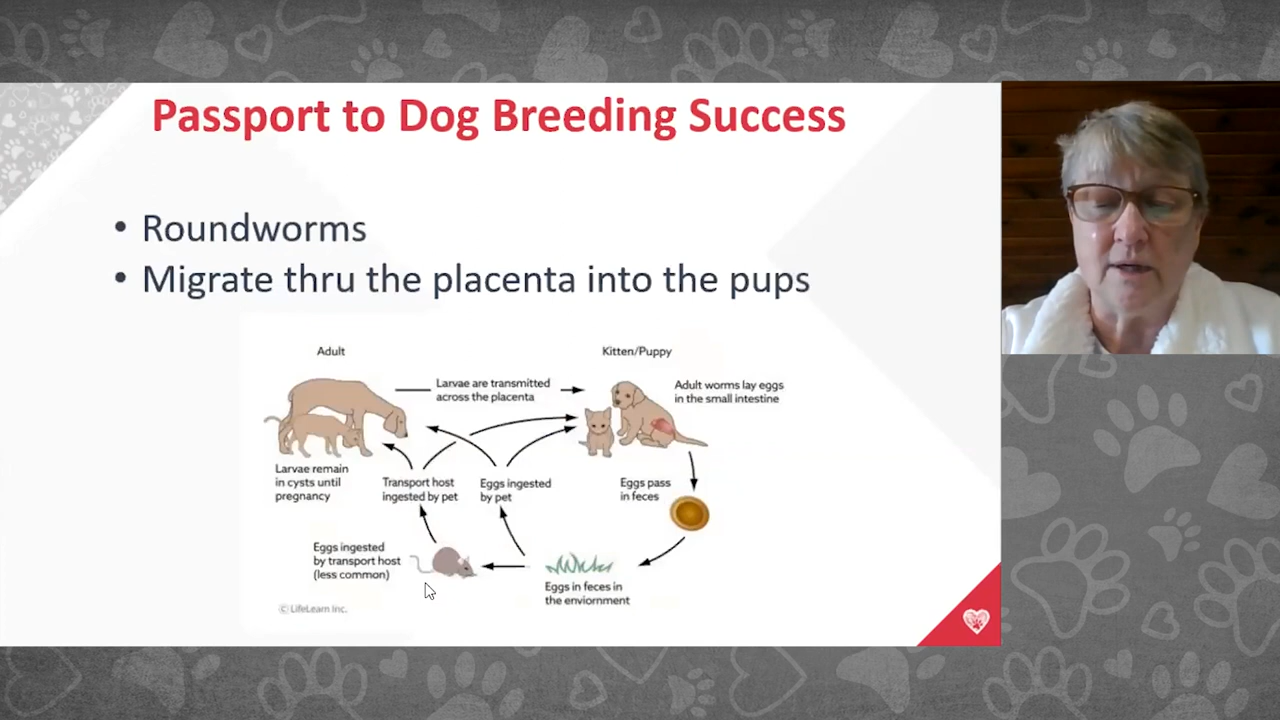 Passport to Dog Breeding Success
• Roundworms
• Migrate thru the placenta into the pups
Adult
Kitten/Puppy
Larvae are transmitted
across the placenta
Adult worms lay eggs
in the small intestine
Larvae remain
in cysts until
pregnancy
Transport host
ingested by pet
Eggs ingested
by pet
Eggs pass
in feces
Eggs ingested
by transport host
(less common)
Eggs in feces in
the enviornment
© LifeLearn Inc.